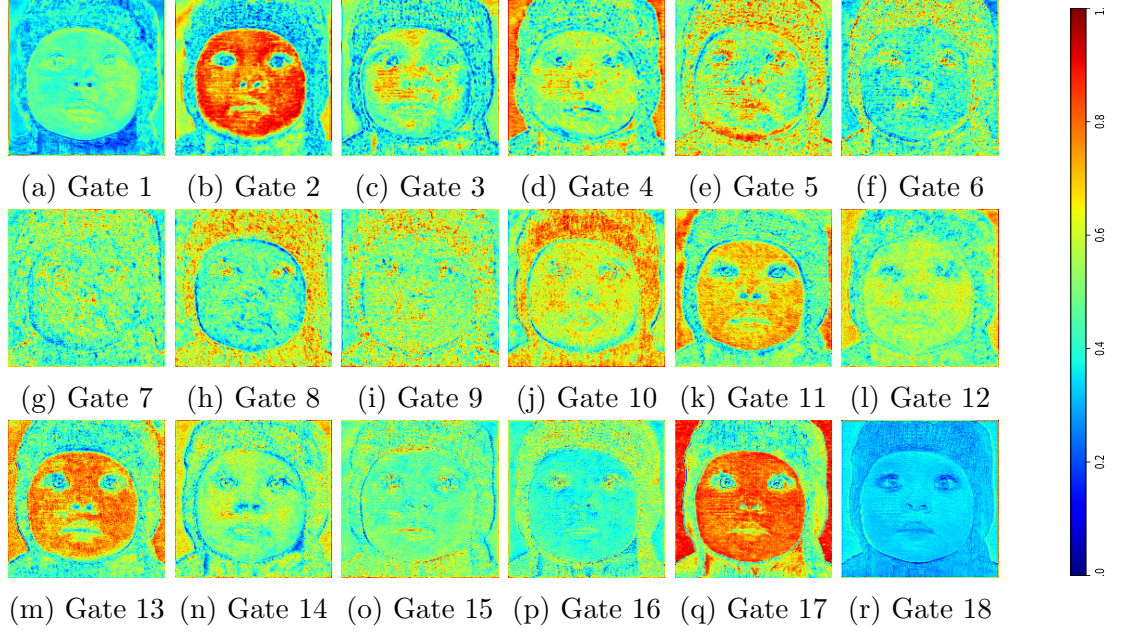 (a) Gate 1 (b) Gate 2 (c) Gate 3 (d) Gate 4 (e) Gate 5 (f) Gate 6
(g) Gate 7 (h) Gate 8 (i) Gate 9 (j) Gate 10 (k) Gate 11 (l) Gate 12
(m) Gate 13 (n) Gate 14 (o) Gate 15 (p) Gate 16 (q) Gate 17 (r) Gate 18
1.
0.8
0.6
0.4
0.2
.0